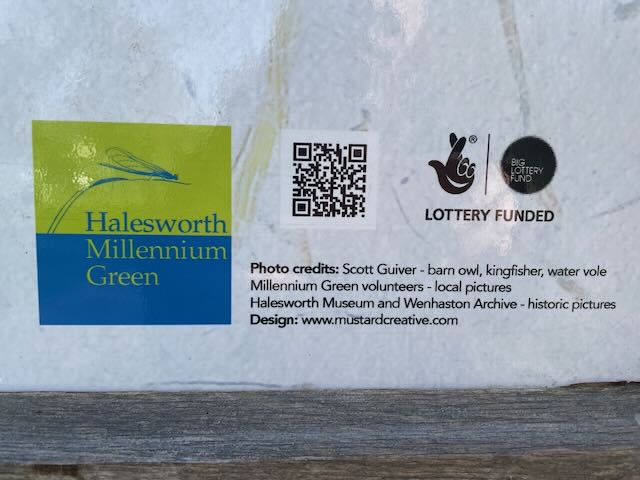 Halesworth
Millennium
Green
®
BIG
LOTTERY
FUND
LOTTERY FUNDED
Photo credits: Scott Guiver - barn owl, kingfisher, water vole
Millennium Green volunteers - local pictures
Halesworth Museum and Wenhaston Archive - historic pictures
Design: www.mustardcreative.com